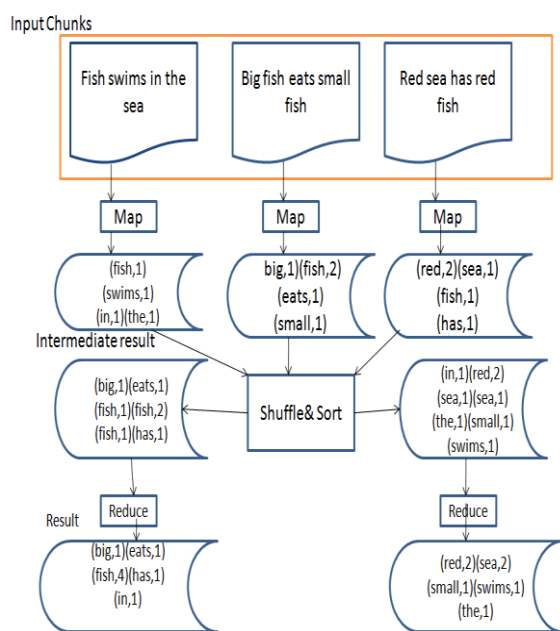 Input Chunks
Fish swims in the
sea
Big fish eats small
fish
Red sea has red
fish
Map
Map
Map
(fish,1)
(swims,1)
(in,1)(the,1)
big,1)(fish,2)
(eats,1)
(small,1)
(red,2)(sea,1)
(fish,1)
(has,1)
Intermediate result
(big,1)(eats,1)
(fish,1)(fish,2)
(fish,1)(has,1)
Shuffle& Sort
(in,1)(red,2)
(sea,1)(sea,1)
(the,1)(small,1)
(swims,1)
Reduce
Reduce
Result
(big,1)(eats,1)
(fish,4)(has,1)
(in,1)
(red,2)(sea,2)
(small,1)(swims,1)
(the,1)